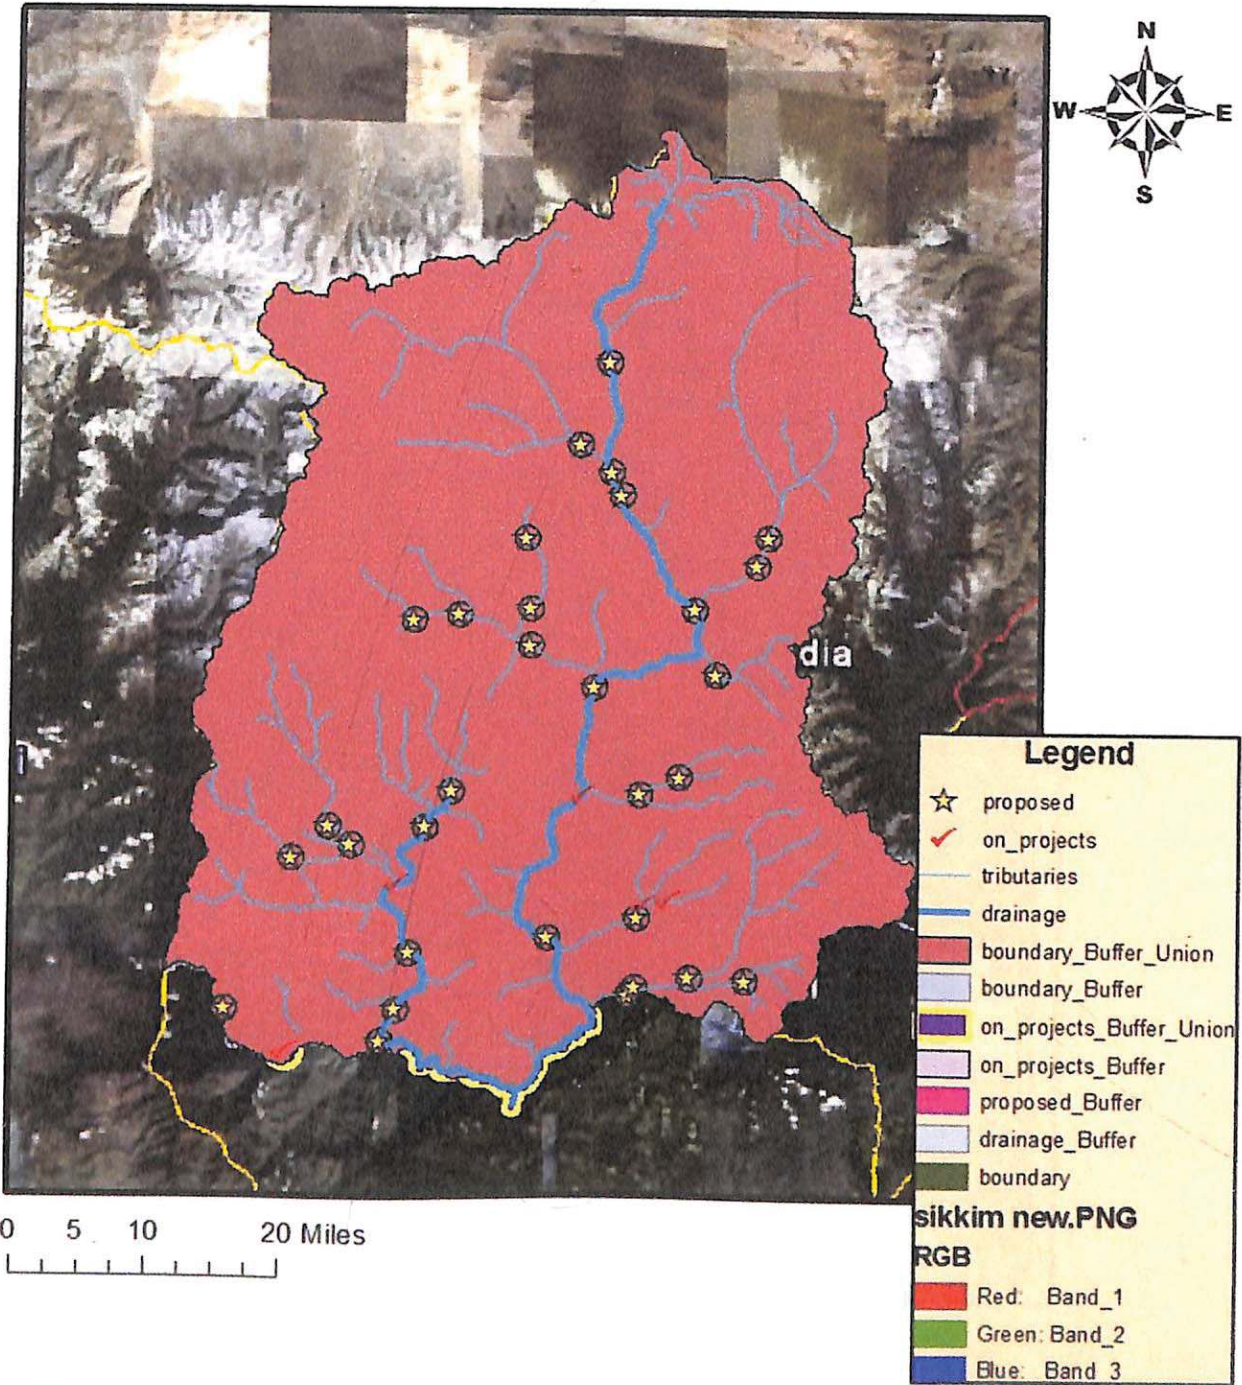 N
W E
S
dia
i
Legend
proposed
on_projects
tributaries
drainage
boundary_Buffer_Union
boundary_Buffer
on_projects_Buffer_Union
on_projects_Buffer
proposed_Buffer
drainage_Buffer
boundary
sikkim new.PNG
RGB
Red: Band_1
Green: Band_2
Blue: Band_3
0 5 10 20 Miles